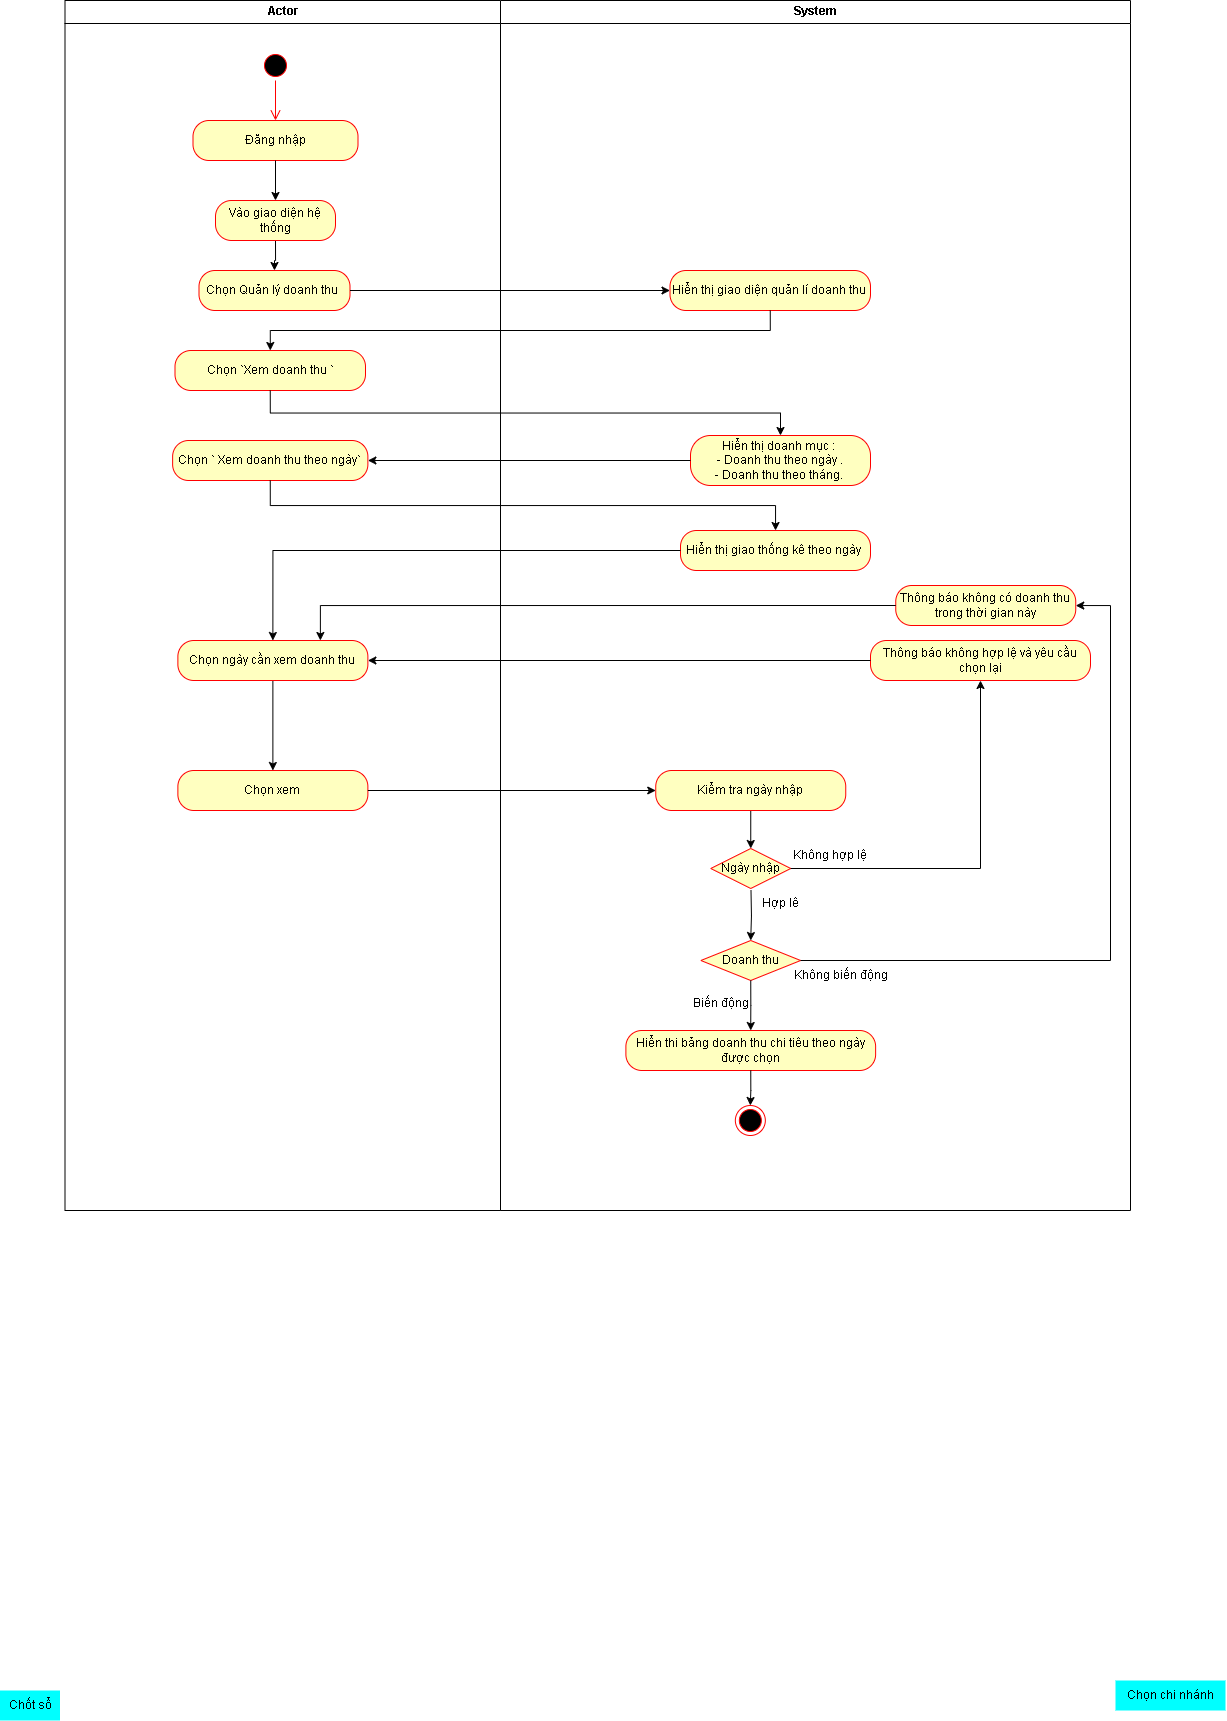 Actor
System
Đăng nhập
Vào giao diện hệ
thống
Chọn Quản lý doanh thu
Hiển thị giao diện quản lí doanh thu
Chọn `Xem doanh thu `
Hiển thị doanh mục :
- Doanh thu theo ngày .
- Doanh thu theo tháng.
Chọn ` Xem doanh thu theo ngày`
Hiển thị giao thống kê theo ngày
Thông báo không có doanh thu
trong thời gian này
Chọn ngày cần xem doanh thu
Thông báo không hợp lệ và yêu cầu
chọn lại
Chọn xem
Kiểm tra ngày nhập
Ngày nhập
Không hợp lệ
Hợp lê
Doanh thu
Không biến động
Biến động
Hiển thi bảng doanh thu chi tiêu theo ngày
được chọn
Chốt sổ
Chọn chi nhánh